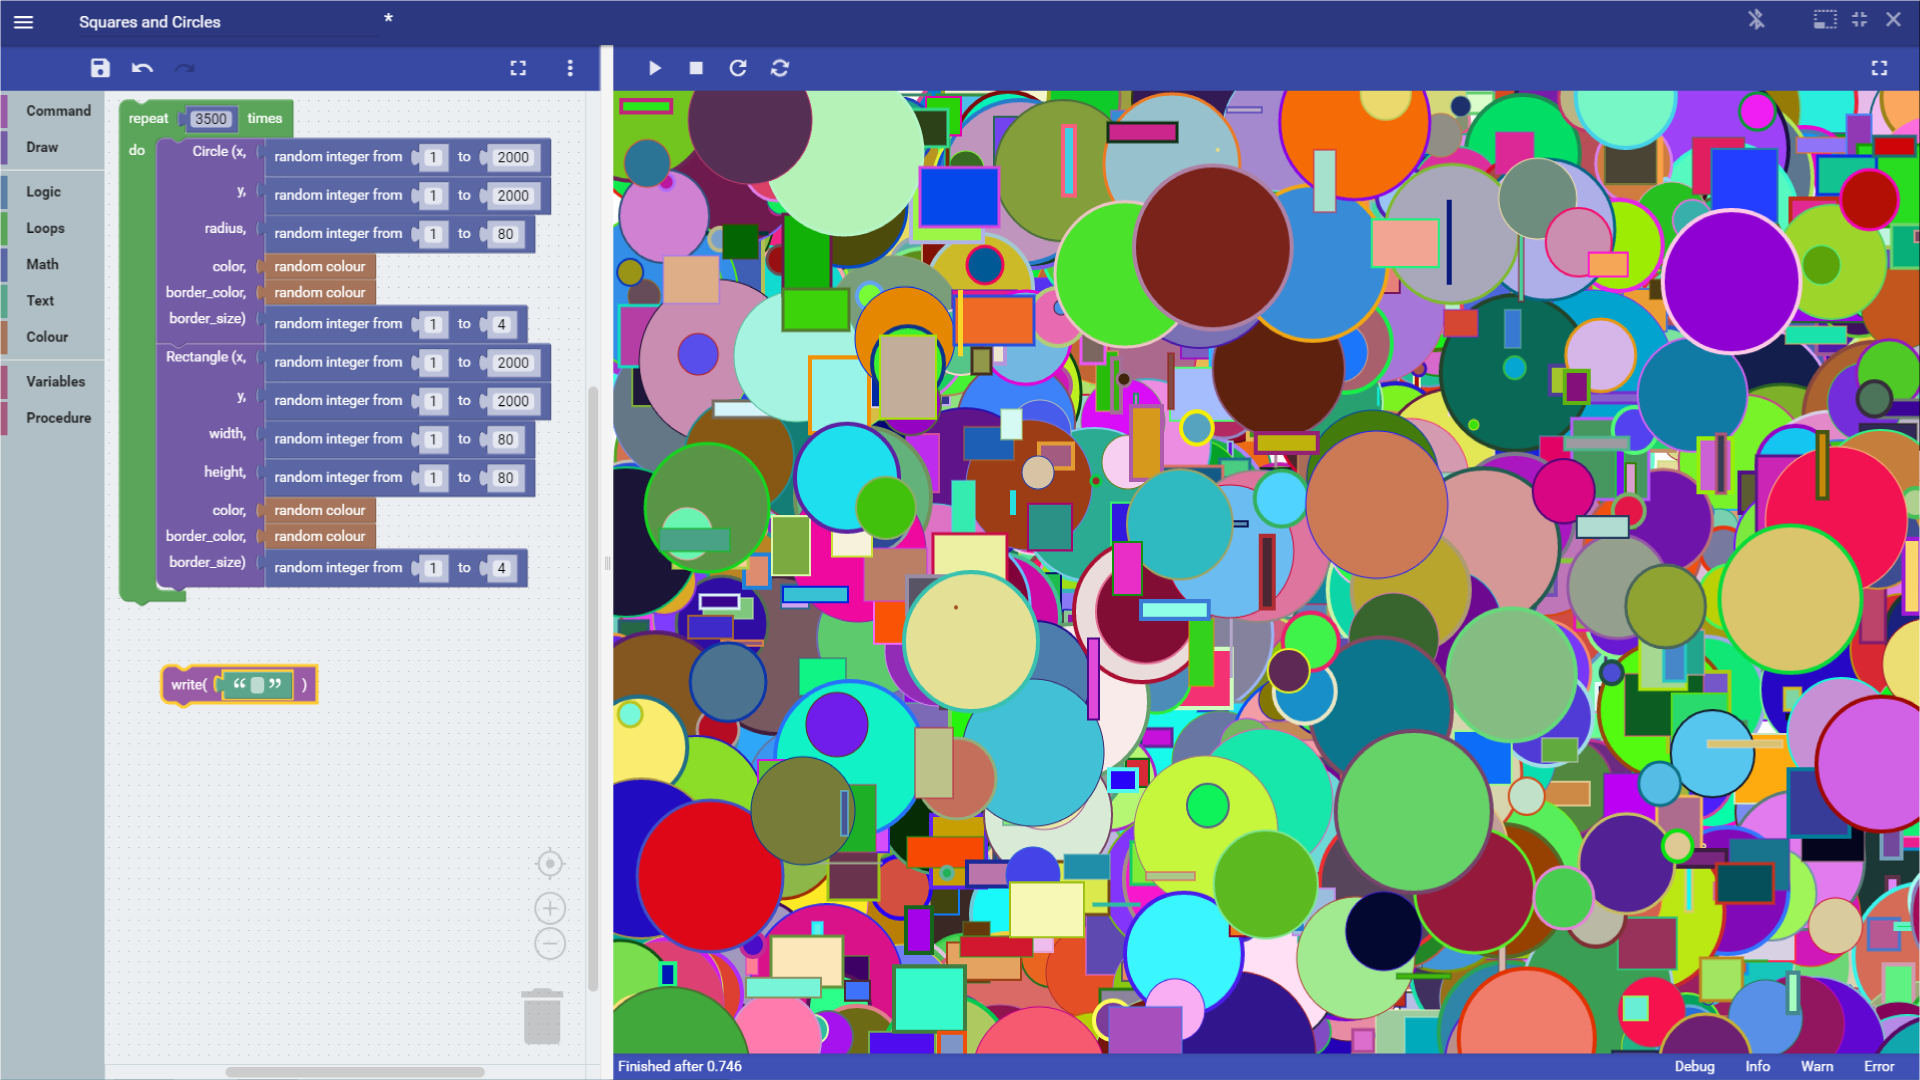 Squares and Circles *
Command
Draw
Logic
Loops
Math
Text
Colour
Variables
Procedure
repeat 3500 times
do
Circle (x, random integer from 1 to 2000
y, random integer from 1 to 2000
radius, random integer from 1 to 80
color, random colour
border_color, random colour
border_size) random integer from 1 to 4
Rectangle (x, random integer from 1 to 2000
y, random integer from 1 to 2000
width, random integer from 1 to 80
height, random integer from 1 to 80
color, random colour
border_color, random colour
border_size) random integer from 1 to 4
write( “ ” )
Finished after 0.746
Debug Info Warn Error